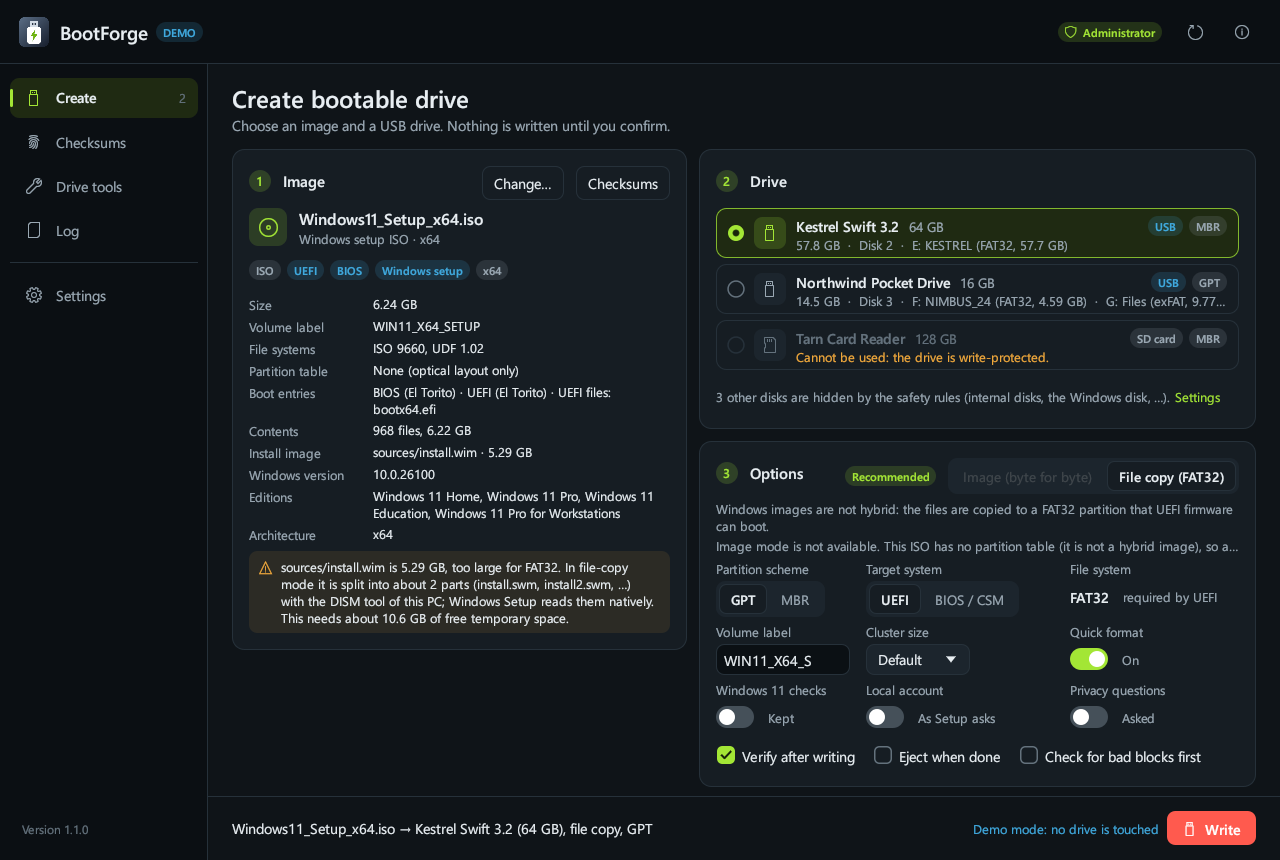 BootForge DEMO
Administrator
Create 2
Checksums
Drive tools
Log
Settings
Version 1.1.0
Create bootable drive
Choose an image and a USB drive. Nothing is written until you confirm.
1 Image Change... Checksums
Windows11_Setup_x64.iso
Windows setup ISO · x64
ISO UEFI BIOS Windows setup x64
Size 6.24 GB
Volume label WIN11_X64_SETUP
File systems ISO 9660, UDF 1.02
Partition table None (optical layout only)
Boot entries BIOS (El Torito) · UEFI (El Torito) · UEFI files:
bootx64.efi
Contents 968 files, 6.22 GB
Install image sources/install.wim · 5.29 GB
Windows version 10.0.26100
Editions Windows 11 Home, Windows 11 Pro, Windows 11
Education, Windows 11 Pro for Workstations
Architecture x64
sources/install.wim is 5.29 GB, too large for FAT32. In file-copy
mode it is split into about 2 parts (install.swm, install2.swm, ...)
with the DISM tool of this PC; Windows Setup reads them natively.
This needs about 10.6 GB of free temporary space.
2 Drive
Kestrel Swift 3.2 64 GB USB MBR
57.8 GB · Disk 2 · E: KESTREL (FAT32, 57.7 GB)
Northwind Pocket Drive 16 GB USB GPT
14.5 GB · Disk 3 · F: NIMBUS_24 (FAT32, 4.59 GB) · G: Files (exFAT, 9.77...
Tarn Card Reader 128 GB SD card MBR
Cannot be used: the drive is write-protected.
3 other disks are hidden by the safety rules (internal disks, the Windows disk, ...). Settings
3 Options Recommended Image (byte for byte) File copy (FAT32)
Windows images are not hybrid: the files are copied to a FAT32 partition that UEFI firmware
can boot.
Image mode is not available. This ISO has no partition table (it is not a hybrid image), so a...
Partition scheme Target system File system
GPT MBR UEFI BIOS / CSM FAT32 required by UEFI
Volume label Cluster size Quick format
WIN11_X64_S Default On
Windows 11 checks Local account Privacy questions
Kept As Setup asks Asked
Verify after writing Eject when done Check for bad blocks first
Windows11_Setup_x64.iso → Kestrel Swift 3.2 (64 GB), file copy, GPT
Demo mode: no drive is touched Write